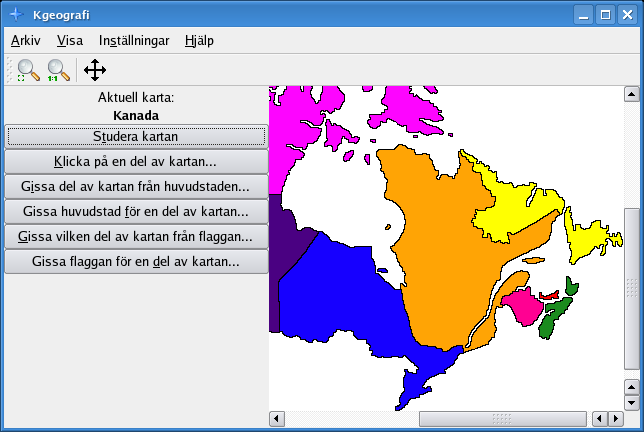 Kgeografi
Arkiv Visa Inställningar Hjälp
1:1
Aktuell karta:
Kanada
Studera kartan
Klicka på en del av kartan...
Gissa del av kartan från huvudstaden...
Gissa huvudstad för en del av kartan...
Gissa vilken del av kartan från flaggan...
Gissa flaggan för en del av kartan...